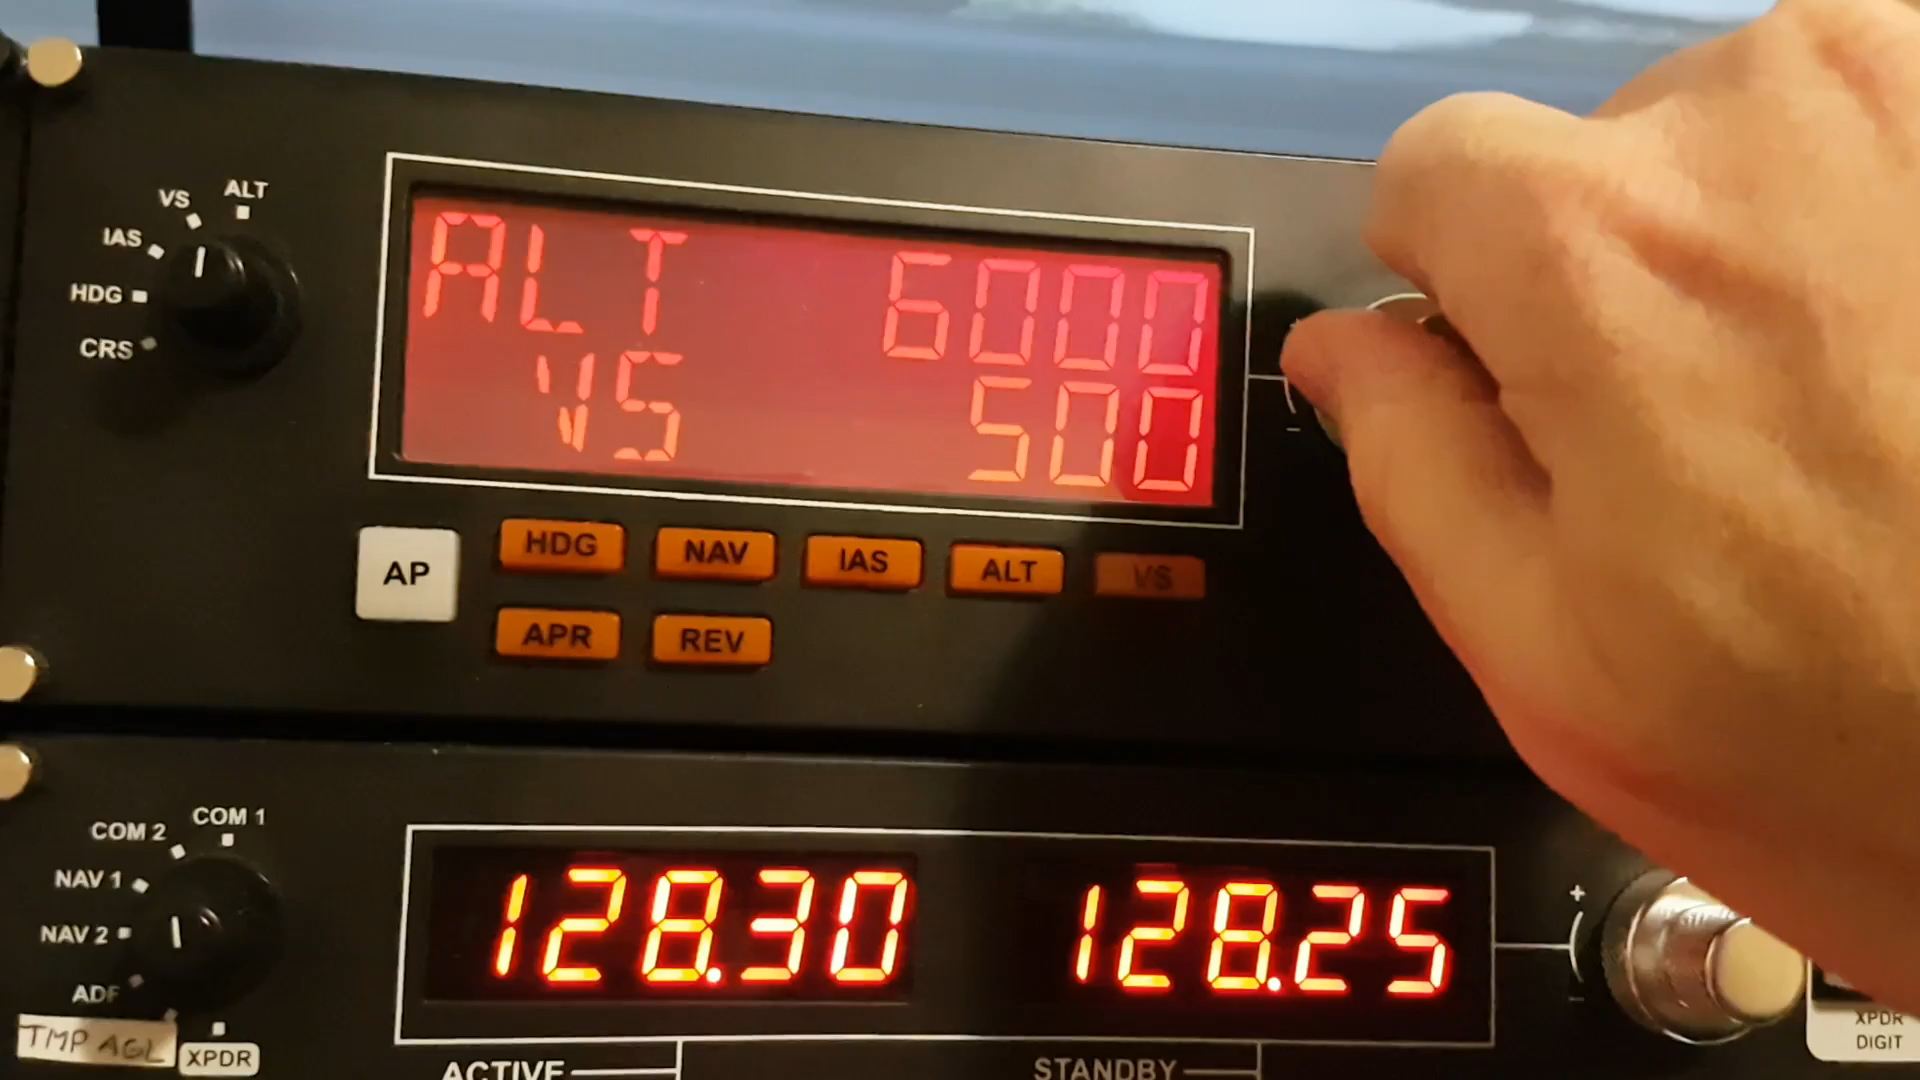 VS ALT
IAS
HDG
CRS
ALT 6000
VS 500
AP HDG NAV IAS ALT VS
APR REV
COM 2 COM 1
NAV 1
NAV 2
ADF
TMP AGL
XPDR
128.30 128.25
+
-
ACTIVE STANDBY
XPDR
DIGIT